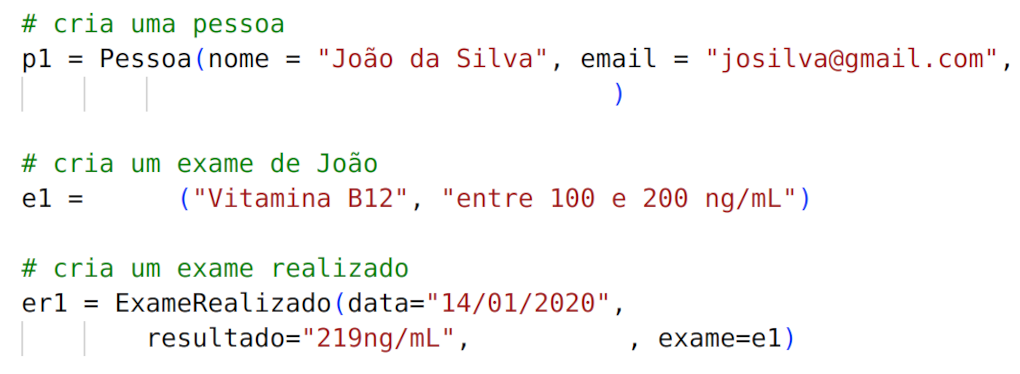 # cria uma pessoa
p1 = Pessoa(nome = "João da Silva", email = "josilva@gmail.com",
)
# cria um exame de João
e1 = ("Vitamina B12", "entre 100 e 200 ng/mL")
# cria um exame realizado
er1 = ExameRealizado(data="14/01/2020",
resultado="219ng/mL", , exame=e1)